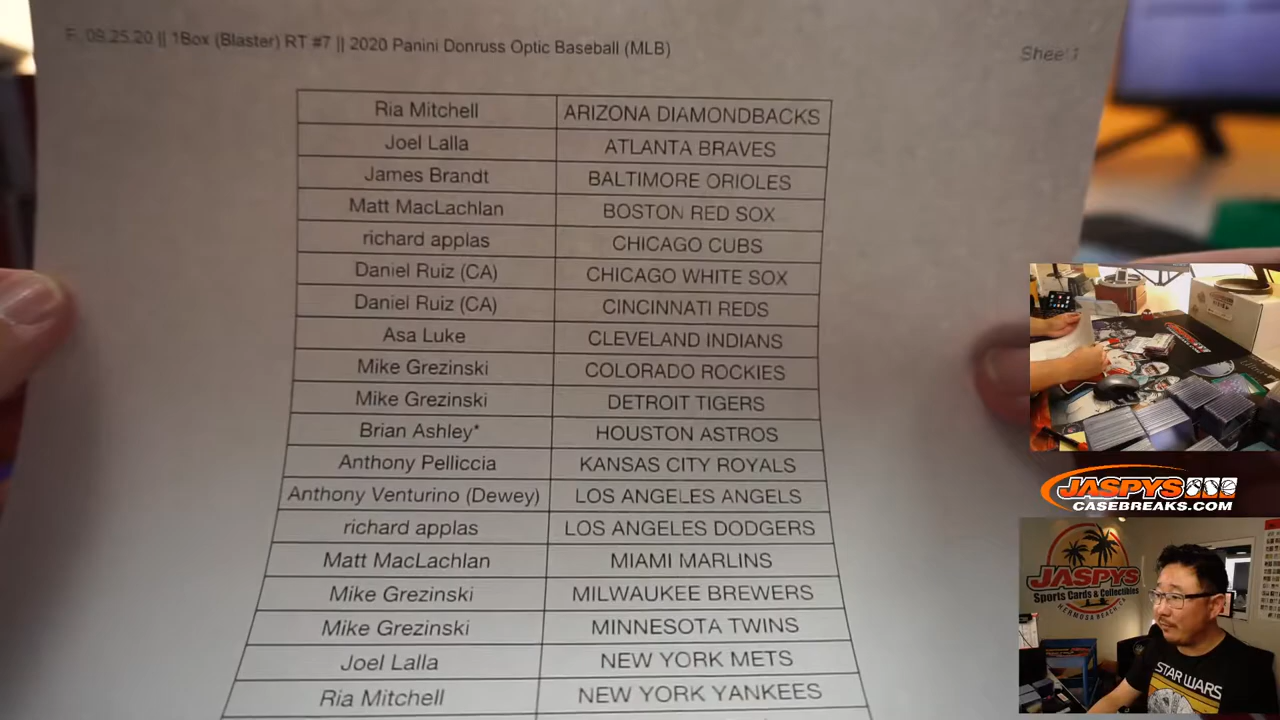 F, 09.25.20 || 1Box (Blaster) RT #7 || 2020 Panini Donruss Optic Baseball (MLB)
Sheet1
Ria Mitchell ARIZONA DIAMONDBACKS
Joel Lalla ATLANTA BRAVES
James Brandt BALTIMORE ORIOLES
Matt MacLachlan BOSTON RED SOX
richard applas CHICAGO CUBS
Daniel Ruiz (CA) CHICAGO WHITE SOX
Daniel Ruiz (CA) CINCINNATI REDS
Asa Luke CLEVELAND INDIANS
Mike Grezinski COLORADO ROCKIES
Mike Grezinski DETROIT TIGERS
Brian Ashley* HOUSTON ASTROS
Anthony Pelliccia KANSAS CITY ROYALS
Anthony Venturino (Dewey) LOS ANGELES ANGELS
richard applas LOS ANGELES DODGERS
Matt MacLachlan MIAMI MARLINS
Mike Grezinski MILWAUKEE BREWERS
Mike Grezinski MINNESOTA TWINS
Joel Lalla NEW YORK METS
Ria Mitchell NEW YORK YANKEES
JASPYS
CASEBREAKS.COM
JASPYS
Sports Cards & Collectibles
HERMOSA BEACH, CA
STAR WARS